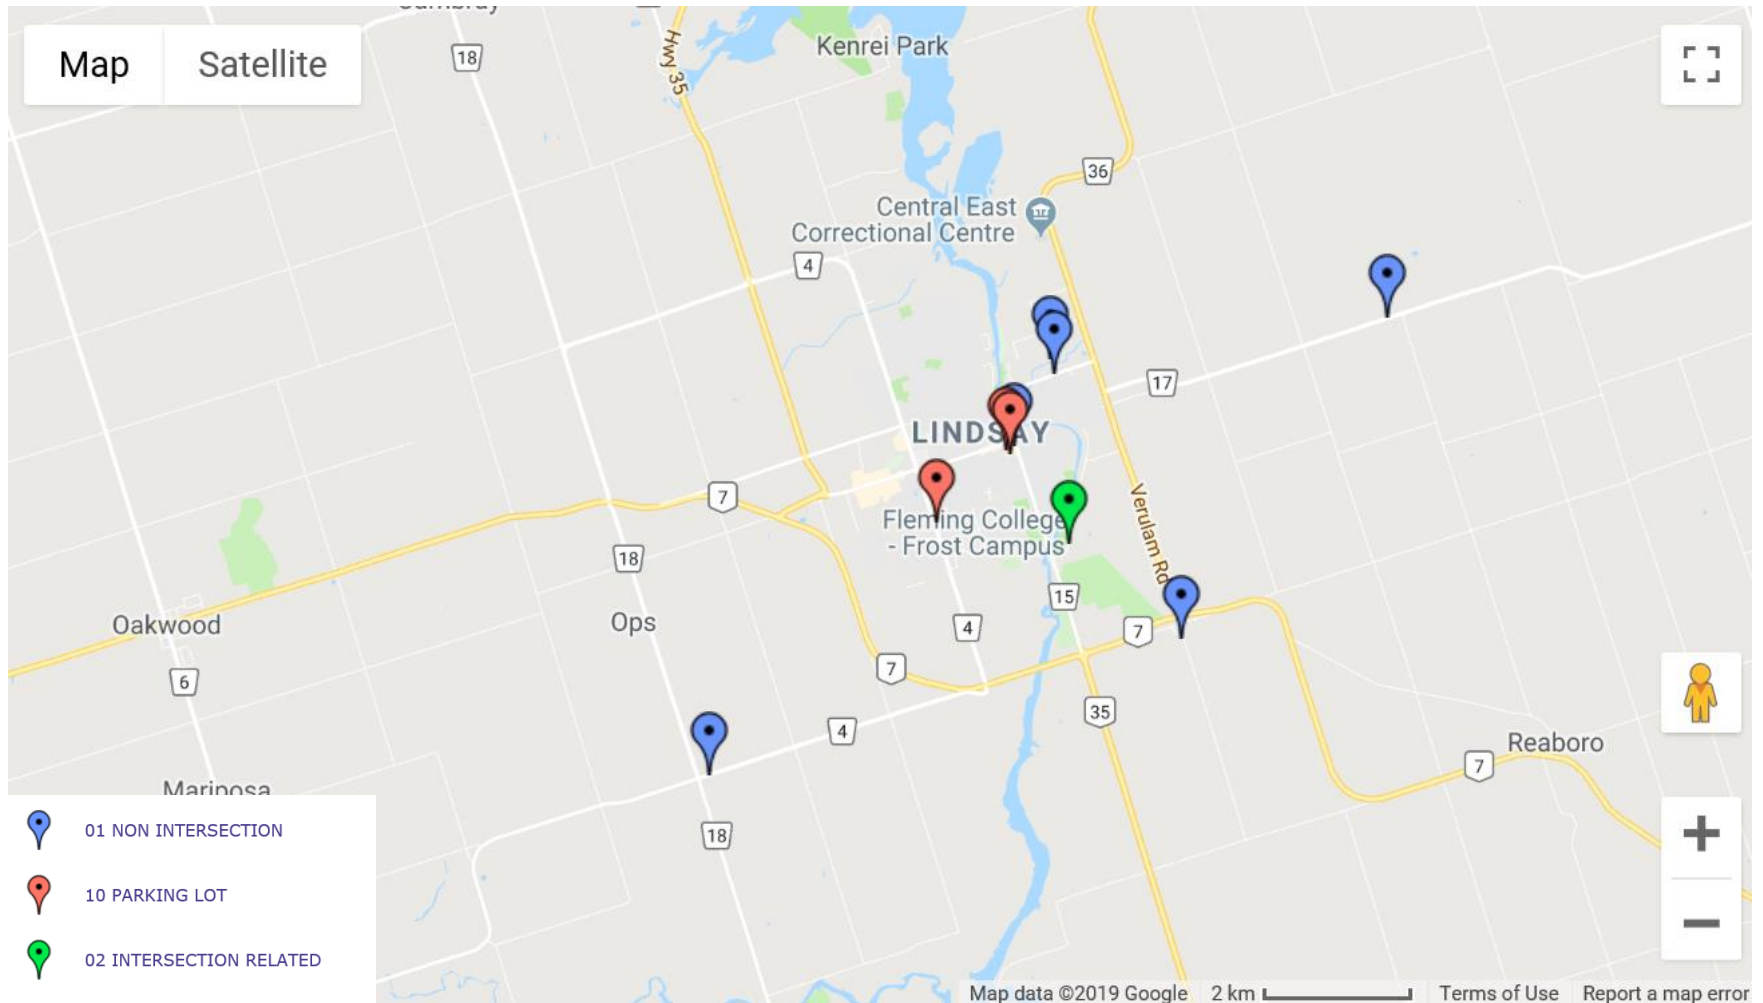 Cambray
Map
Satellite
18
Hwy 35
Kenrei Park
36
Central East
Correctional Centre
4
17
LINDSAY
7
Verulam Rd
Fleming College
- Frost Campus
18
15
Oakwood
Ops
4
7
6
7
35
4
Reaboro
7
Mariposa
18
01 NON INTERSECTION
10 PARKING LOT
02 INTERSECTION RELATED
Map data ©2019 Google
2 km
Terms of Use
Report a map error